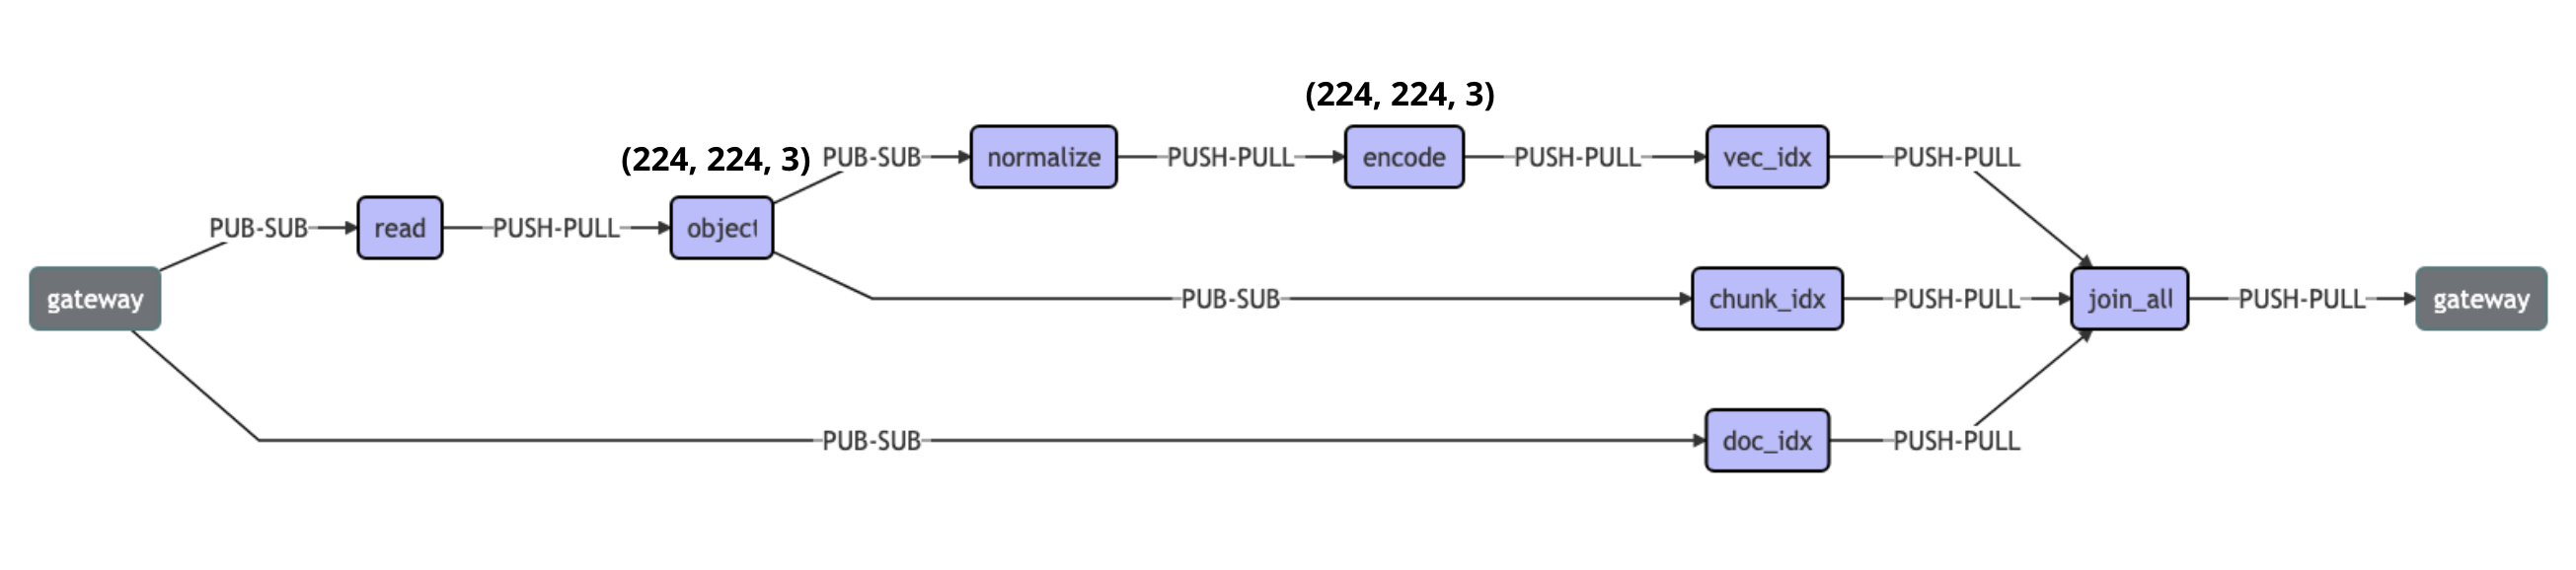 (224, 224, 3)
(224, 224, 3) PUB-SUB normalize PUSH-PULL encode PUSH-PULL vec_idx PUSH-PULL
PUB-SUB read PUSH-PULL object
gateway PUB-SUB chunk_idx PUSH-PULL join_all PUSH-PULL gateway
PUB-SUB doc_idx PUSH-PULL